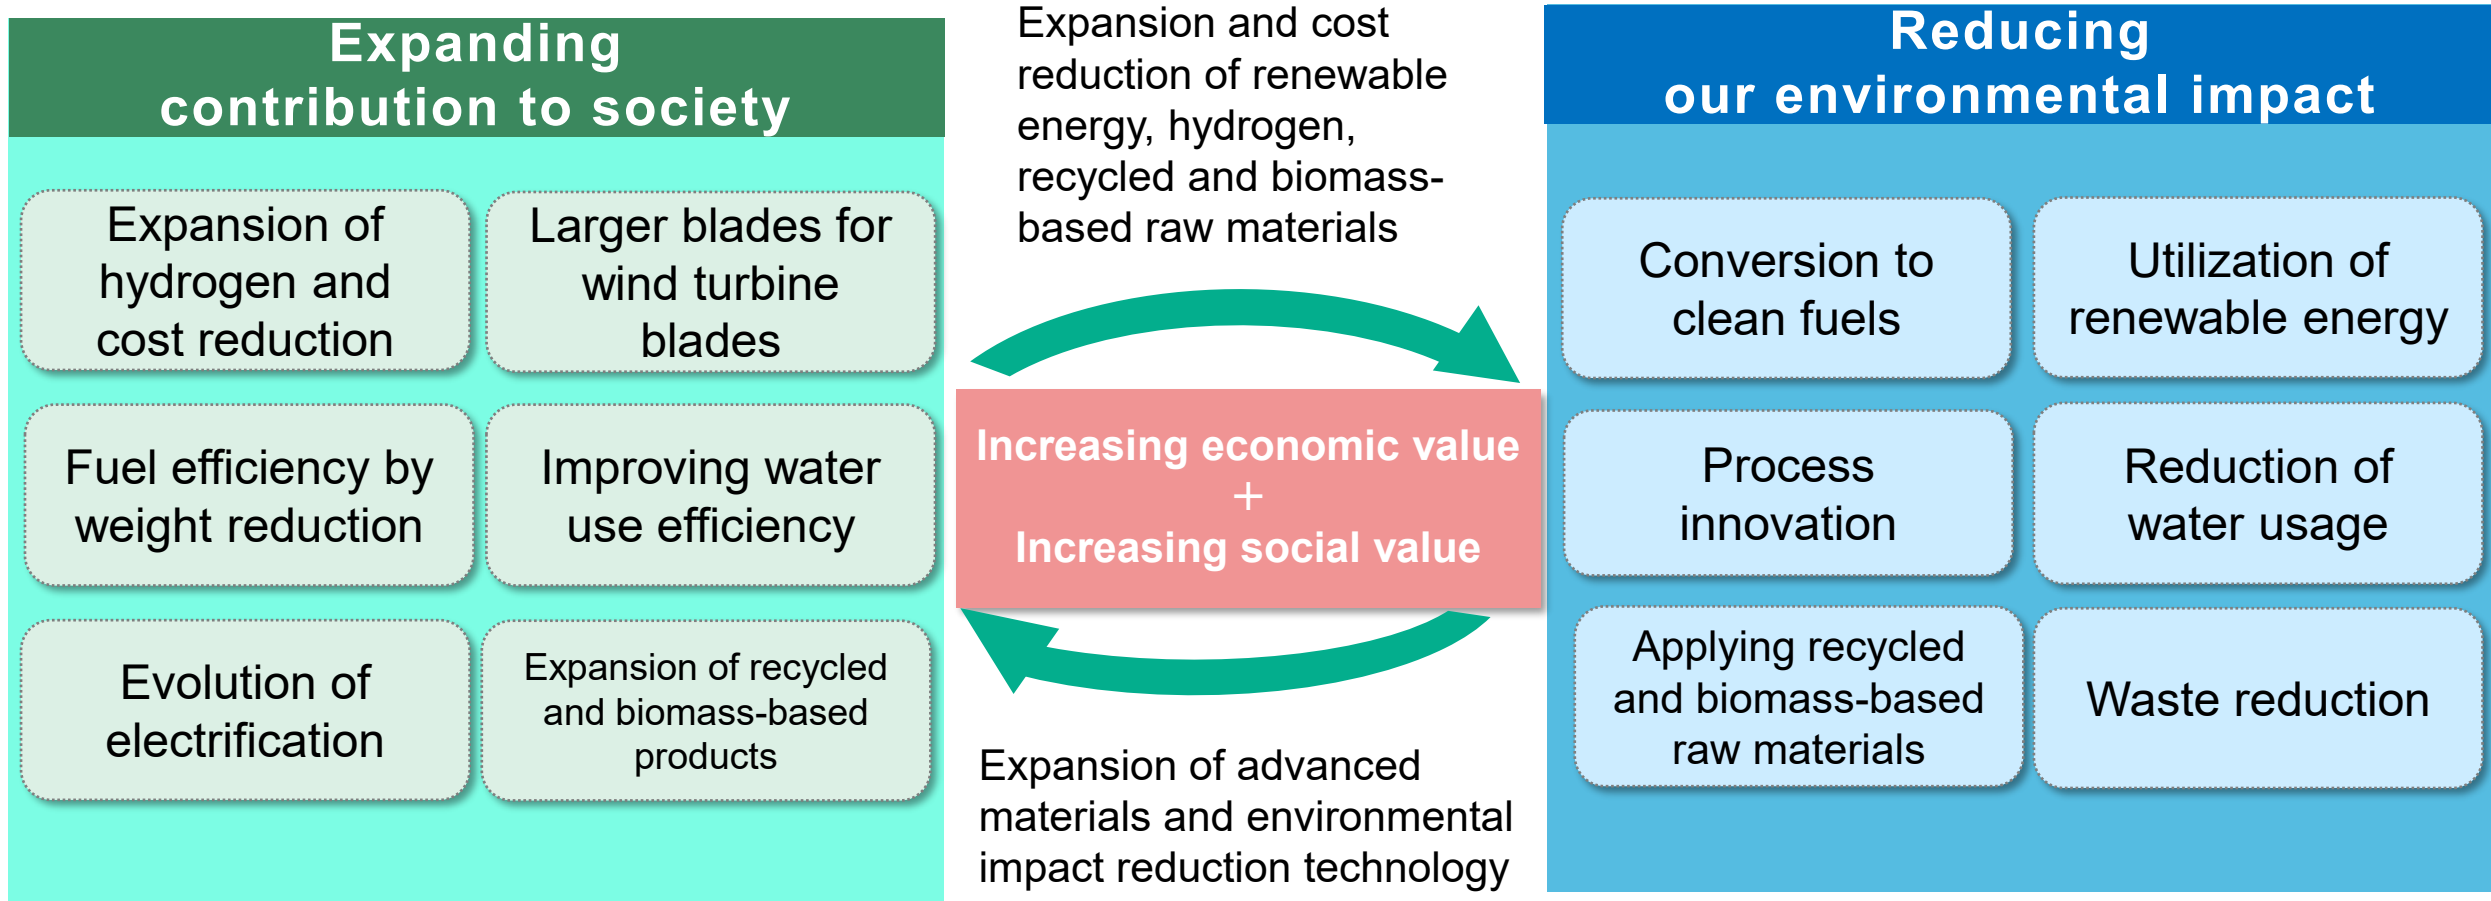 Expanding
contribution to society
Expansion of
hydrogen and
cost reduction
Larger blades for
wind turbine
blades
Fuel efficiency by
weight reduction
Improving water
use efficiency
Evolution of
electrification
Expansion of recycled
and biomass-based
products
Expansion and cost
reduction of renewable
energy, hydrogen,
recycled and biomass-
based raw materials
Increasing economic value
+
Increasing social value
Expansion of advanced
materials and environmental
impact reduction technology
Reducing
our environmental impact
Conversion to
clean fuels
Utilization of
renewable energy
Process
innovation
Reduction of
water usage
Applying recycled
and biomass-based
raw materials
Waste reduction